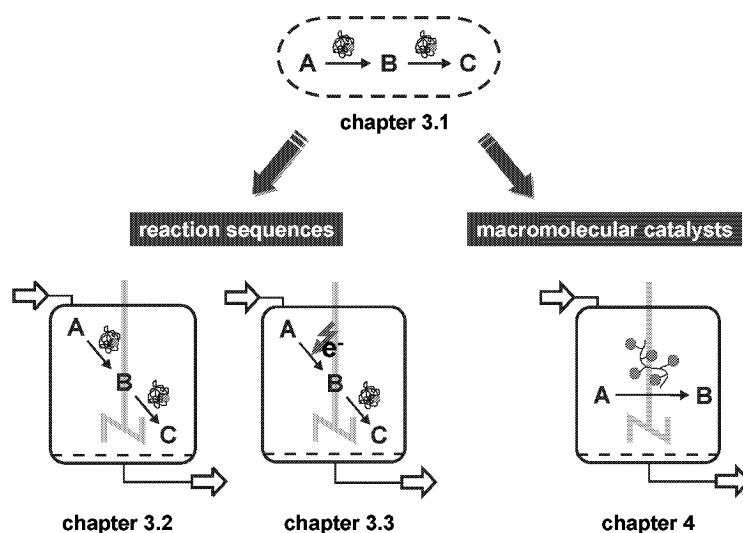 A B C
chapter 3.1
reaction sequences
macromolecular catalysts
A
B
C
chapter 3.2
A
e-
B
C
chapter 3.3
A B
chapter 4